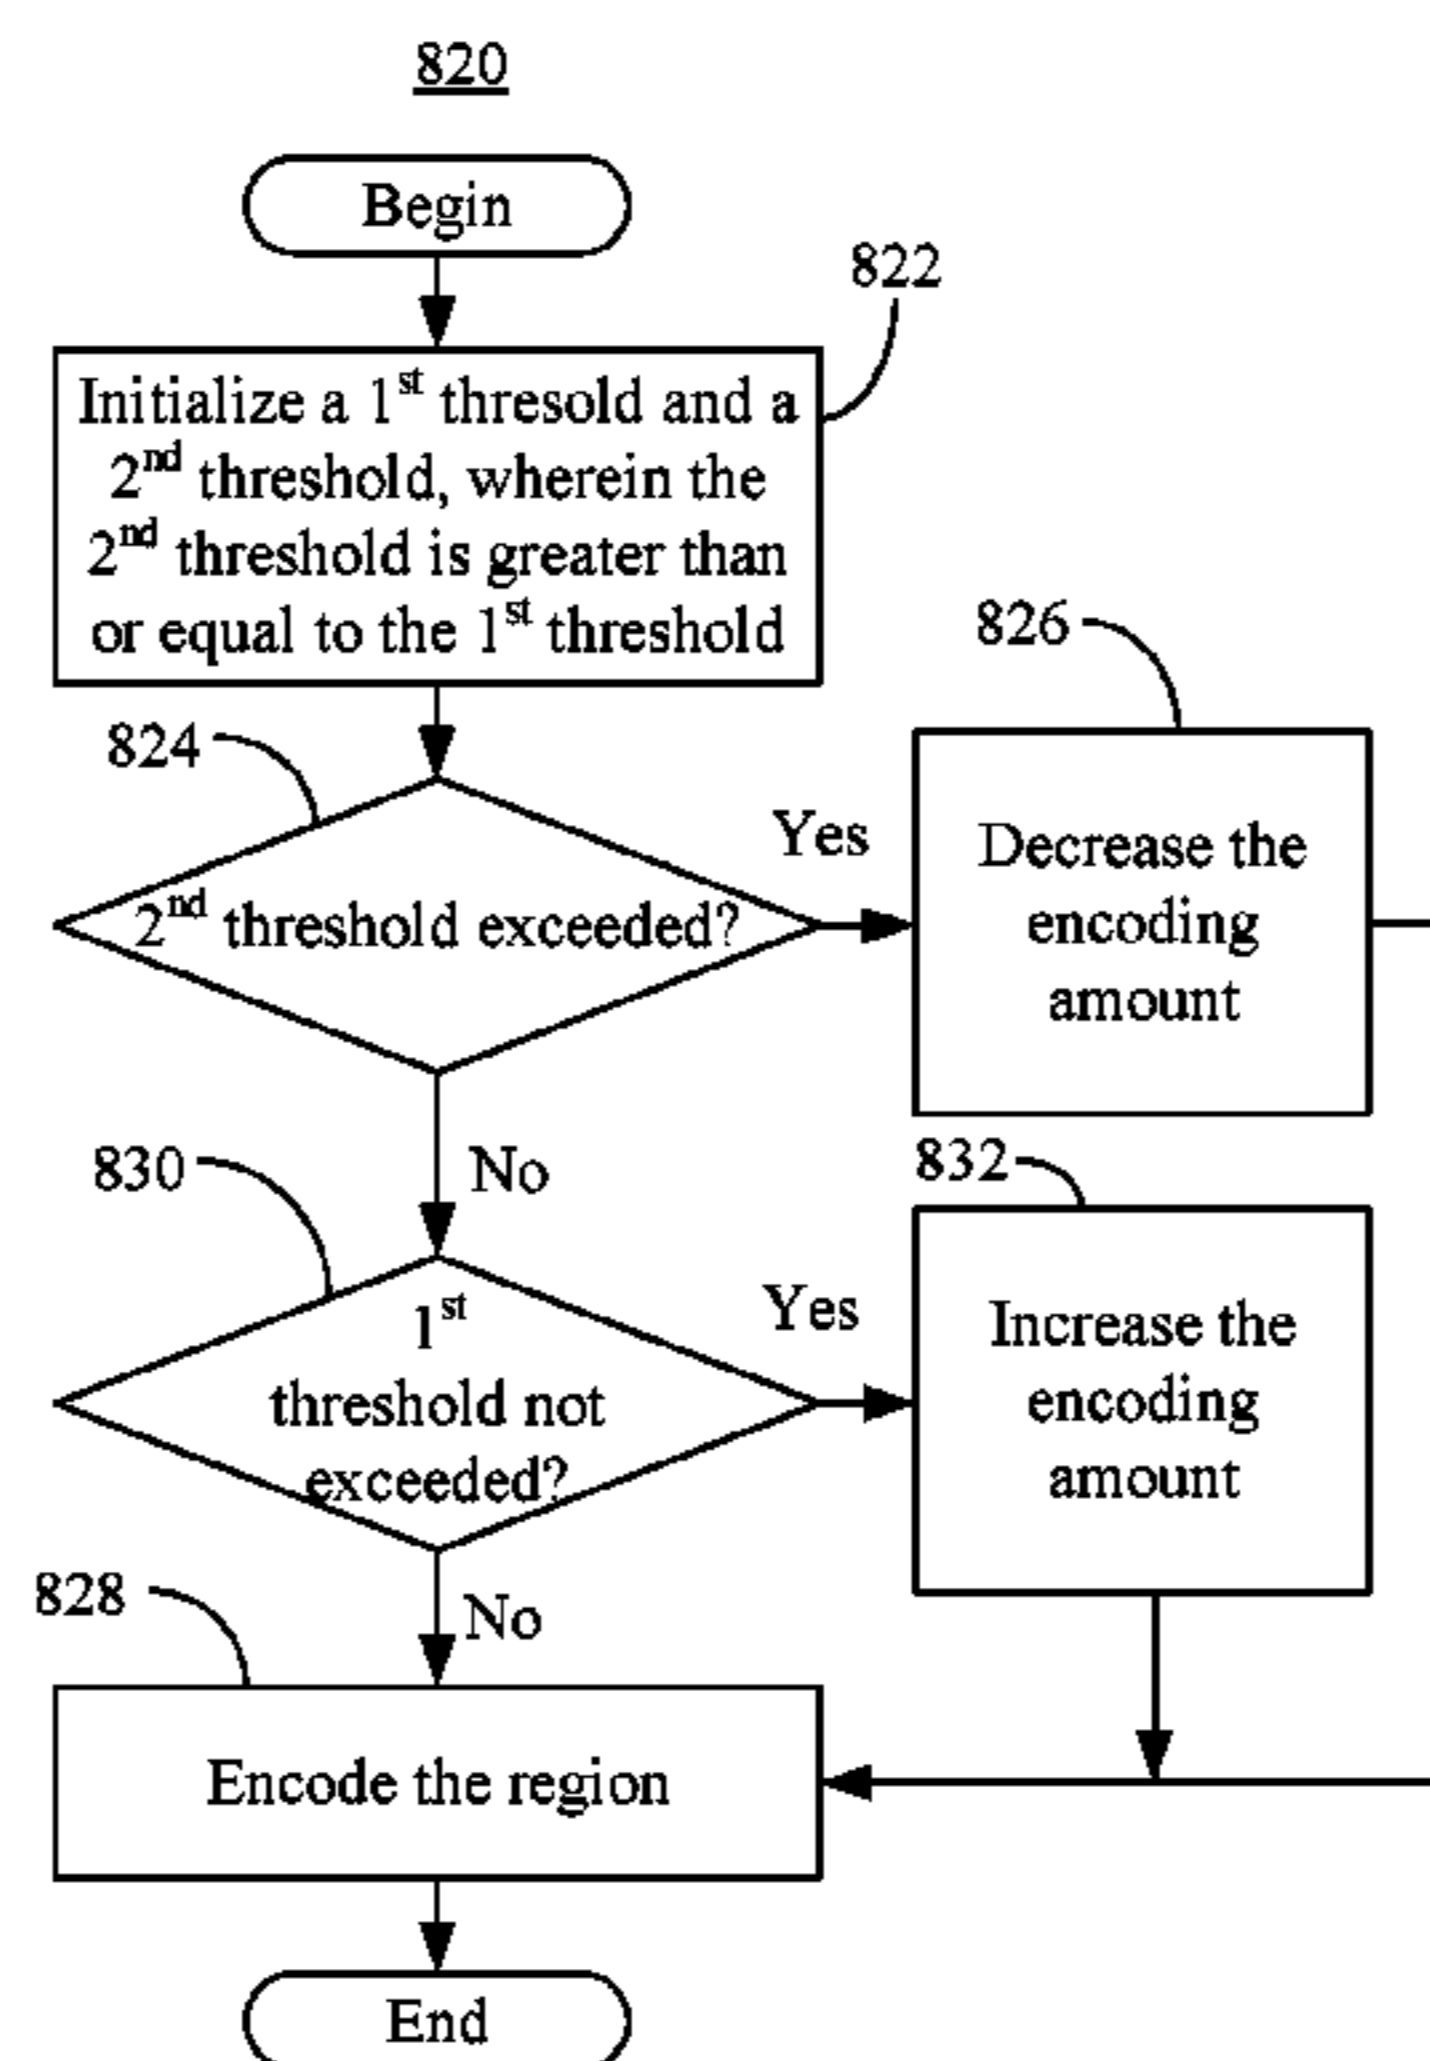 820
Begin
822
Initialize a 1st thresold and a
2nd threshold, wherein the
2nd threshold is greater than
or equal to the 1st threshold
826
824
Yes
2nd threshold exceeded?
Decrease the
encoding
amount
830
No
832
1st
threshold not
exceeded?
Yes
Increase the
encoding
amount
828
No
Encode the region
End